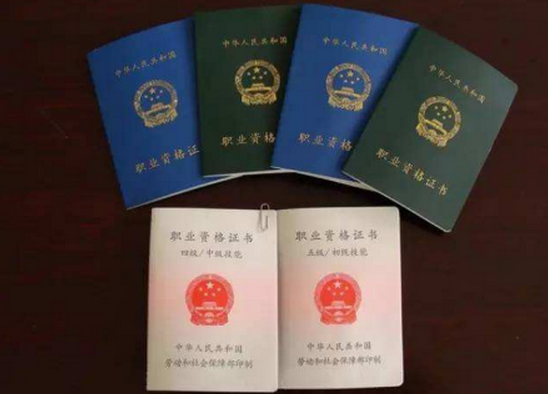 中华人民共和国
职业资格证
中华人民共和国
职业资格证
中华人民共和国
职业资格证
中华人民共和国
职业资格证书
职业资格证书
四级/中级技能
中华人民共和国
劳动和社会保障部印制
职业资格证书
五级/初级技能
中华人民共和国
劳动和社会保障部印制